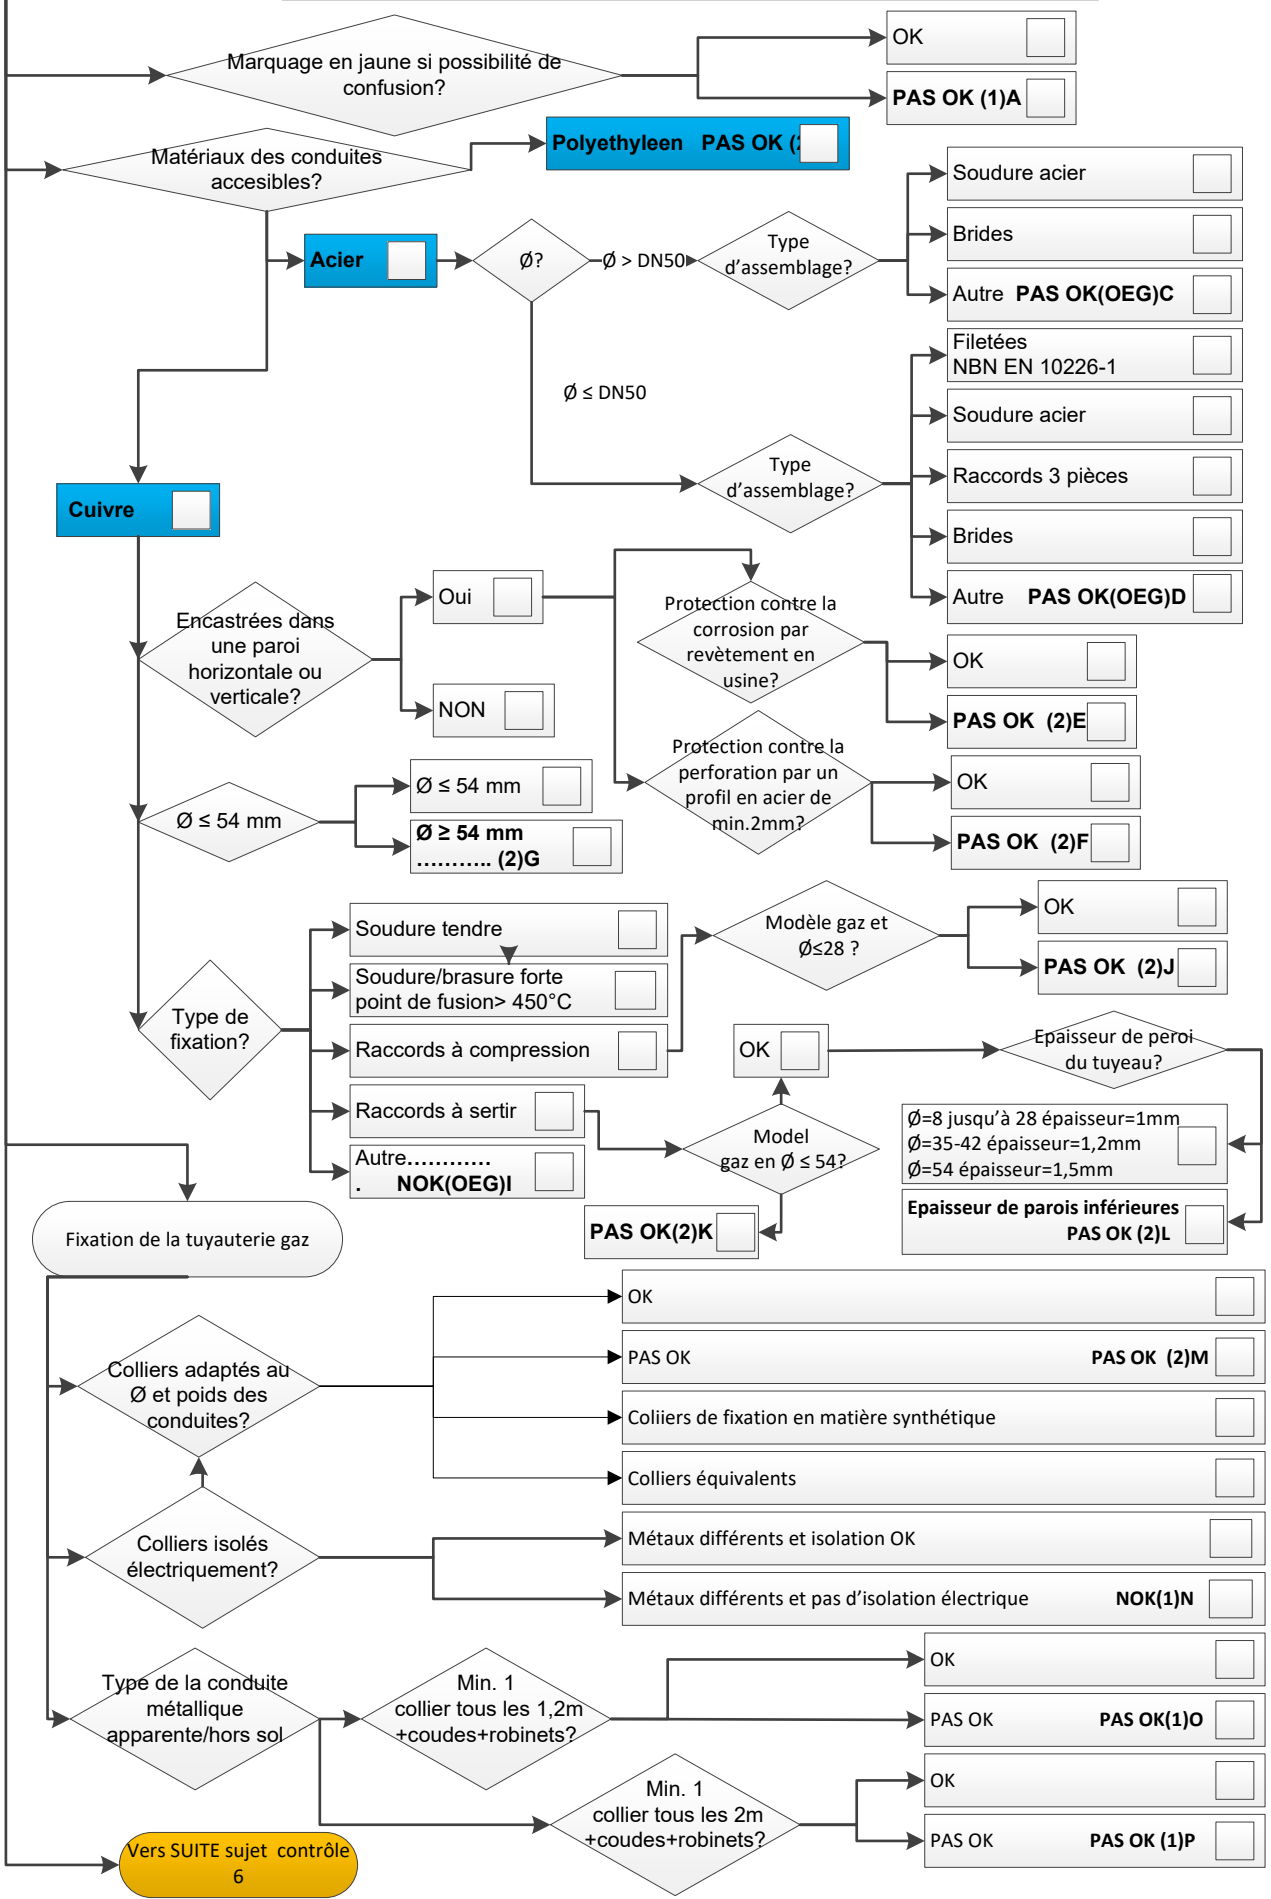 Marquage en jaune si possibilité de
confusion?
OK
PAS OK (1)A
Matériaux des conduites
accesibles?
Polyethyleen PAS OK (
Acier
Ø?
Ø > DN50
Type
d'assemblage?
Soudure acier
Brides
Autre PAS OK(OEG)C
Ø ≤ DN50
Type
d'assemblage?
Filetées
NBN EN 10226-1
Soudure acier
Raccords 3 pièces
Brides
Autre PAS OK(OEG)D
Cuivre
Encastrées dans
une paroi
horizontale ou
verticale?
Oui
NON
Protection contre la
corrosion par
revètement en
usine?
OK
PAS OK (2)E
Protection contre la
perforation par un
profil en acier de
min.2mm?
OK
PAS OK (2)F
Ø ≤ 54 mm
Ø ≤ 54 mm
Ø ≥ 54 mm
........... (2)G
Type de
fixation?
Soudure tendre
Soudure/brasure forte
point de fusion> 450°C
Raccords à compression
Raccords à sertir
Autre............
. NOK(OEG)I
Modèle gaz et
Ø≤28 ?
OK
PAS OK (2)J
Model
gaz en Ø ≤ 54?
OK
PAS OK(2)K
Epaisseur de peroi
du tuyeau?
Ø=8 jusqu'à 28 épaisseur=1mm
Ø=35-42 épaisseur=1,2mm
Ø=54 épaisseur=1,5mm
Epaisseur de parois inférieures
PAS OK (2)L
Fixation de la tuyauterie gaz
Colliers adaptés au
Ø et poids des
conduites?
OK
PAS OK PAS OK (2)M
Coliiers de fixation en matière synthétique
Colliers équivalents
Colliers isolés
électriquement?
Métaux différents et isolation OK
Métaux différents et pas d'isolation électrique NOK(1)N
Type de la conduite
métallique
apparente/hors sol
Min. 1
collier tous les 1,2m
+coudes+robinets?
OK
PAS OK PAS OK(1)O
Min. 1
collier tous les 2m
+coudes+robinets?
OK
PAS OK PAS OK (1)P
Vers SUITE sujet contrôle
6